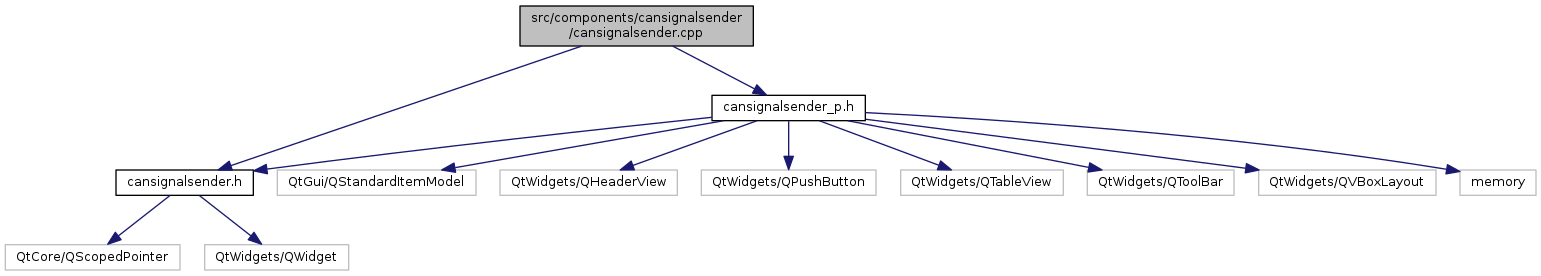 src/components/cansignalsender
/cansignalsender.cpp
cansignalsender_p.h
cansignalsender.h
QtGui/QStandardItemModel
QtWidgets/QHeaderView
QtWidgets/QPushButton
QtWidgets/QTableView
QtWidgets/QToolBar
QtWidgets/QVBoxLayout
memory
QtCore/QScopedPointer
QtWidgets/QWidget